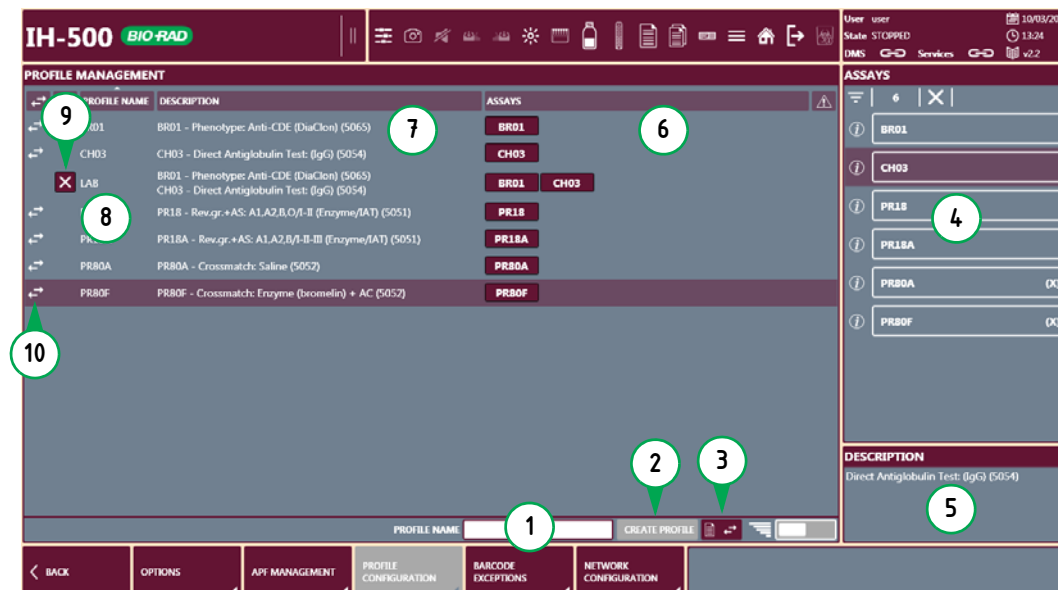 IH-500 BIO-RAD
User user 10/03/20
State STOPPED 13:24
DMS Services v2.2
PROFILE MANAGEMENT
PROFILE NAME DESCRIPTION ASSAYS
9
7
6
BR01 - Phenotype: Anti-CDE (DiaClon) (5065) BR01
CH03 CH03 - Direct Antiglobulin Test: (IgG) (5054) CH03
LAB BR01 - Phenotype: Anti-CDE (DiaClon) (5065)
CH03 - Direct Antiglobulin Test: (IgG) (5054) BR01 CH03
8
PR18 - Rev.gr.+AS: A1,A2,B,O/I-II (Enzyme/IAT) (5051) PR18
PR18A - Rev.gr.+AS: A1,A2,B/I-II-III (Enzyme/IAT) (5051) PR18A
PR80A PR80A - Crossmatch: Saline (5052) PR80A
PR80F PR80F - Crossmatch: Enzyme (bromelin) + AC (5052) PR80F
10
2
3
PROFILE NAME 1 CREATE PROFILE
ASSAYS
6
BR01
CH03
PR18
4
PR18A
PR80A (X)
PR80F (X)
DESCRIPTION
Direct Antiglobulin Test: (IgG) (5054)
5
BACK OPTIONS APF MANAGEMENT PROFILE CONFIGURATION BARCODE EXCEPTIONS NETWORK CONFIGURATION